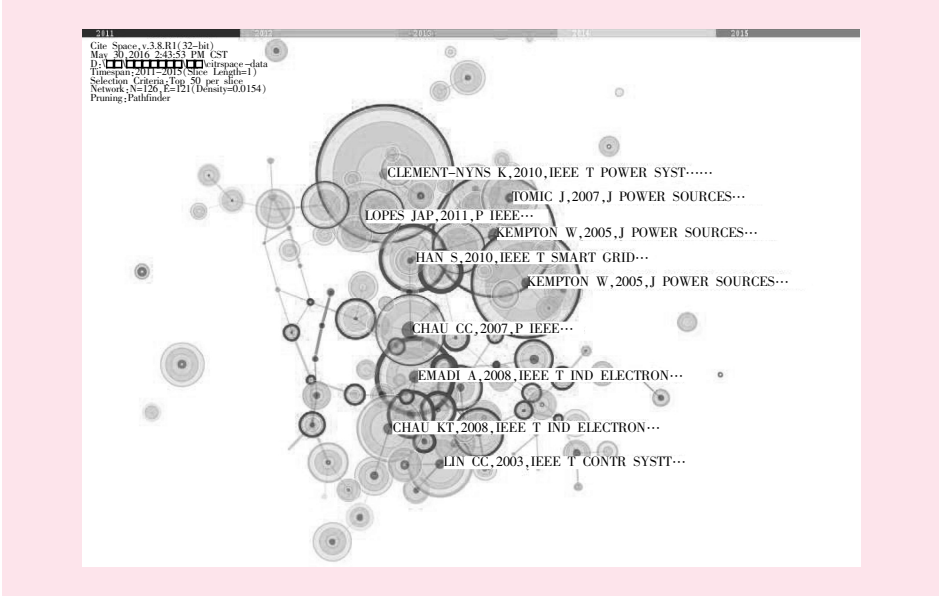 2011 2012 2013 2014 2015
Cite Space,v.3.8.R1(32-bit)
May 30,2016 2:43:53 PM CST
D:\□□\□□□□□□□\□□\citrspace-data
Timespan:2011-2015(Slice Length=1)
Selection Criteria:Top 50 per slice
Network:N=126,E=121(Density=0.0154)
Pruning:Pathfinder
CLEMENT-NYNS K,2010,IEEE T POWER SYST……
TOMIC J,2007,J POWER SOURCES…
LOPES JAP,2011,P IEEE…
KEMPTON W,2005,J POWER SOURCES…
HAN S,2010,IEEE T SMART GRID…
KEMPTON W,2005,J POWER SOURCES…
CHAU CC,2007,P IEEE…
EMADI A,2008,IEEE T IND ELECTRON…
CHAU KT,2008,IEEE T IND ELECTRON…
LIN CC,2003,IEEE T CONTR SYSTT…